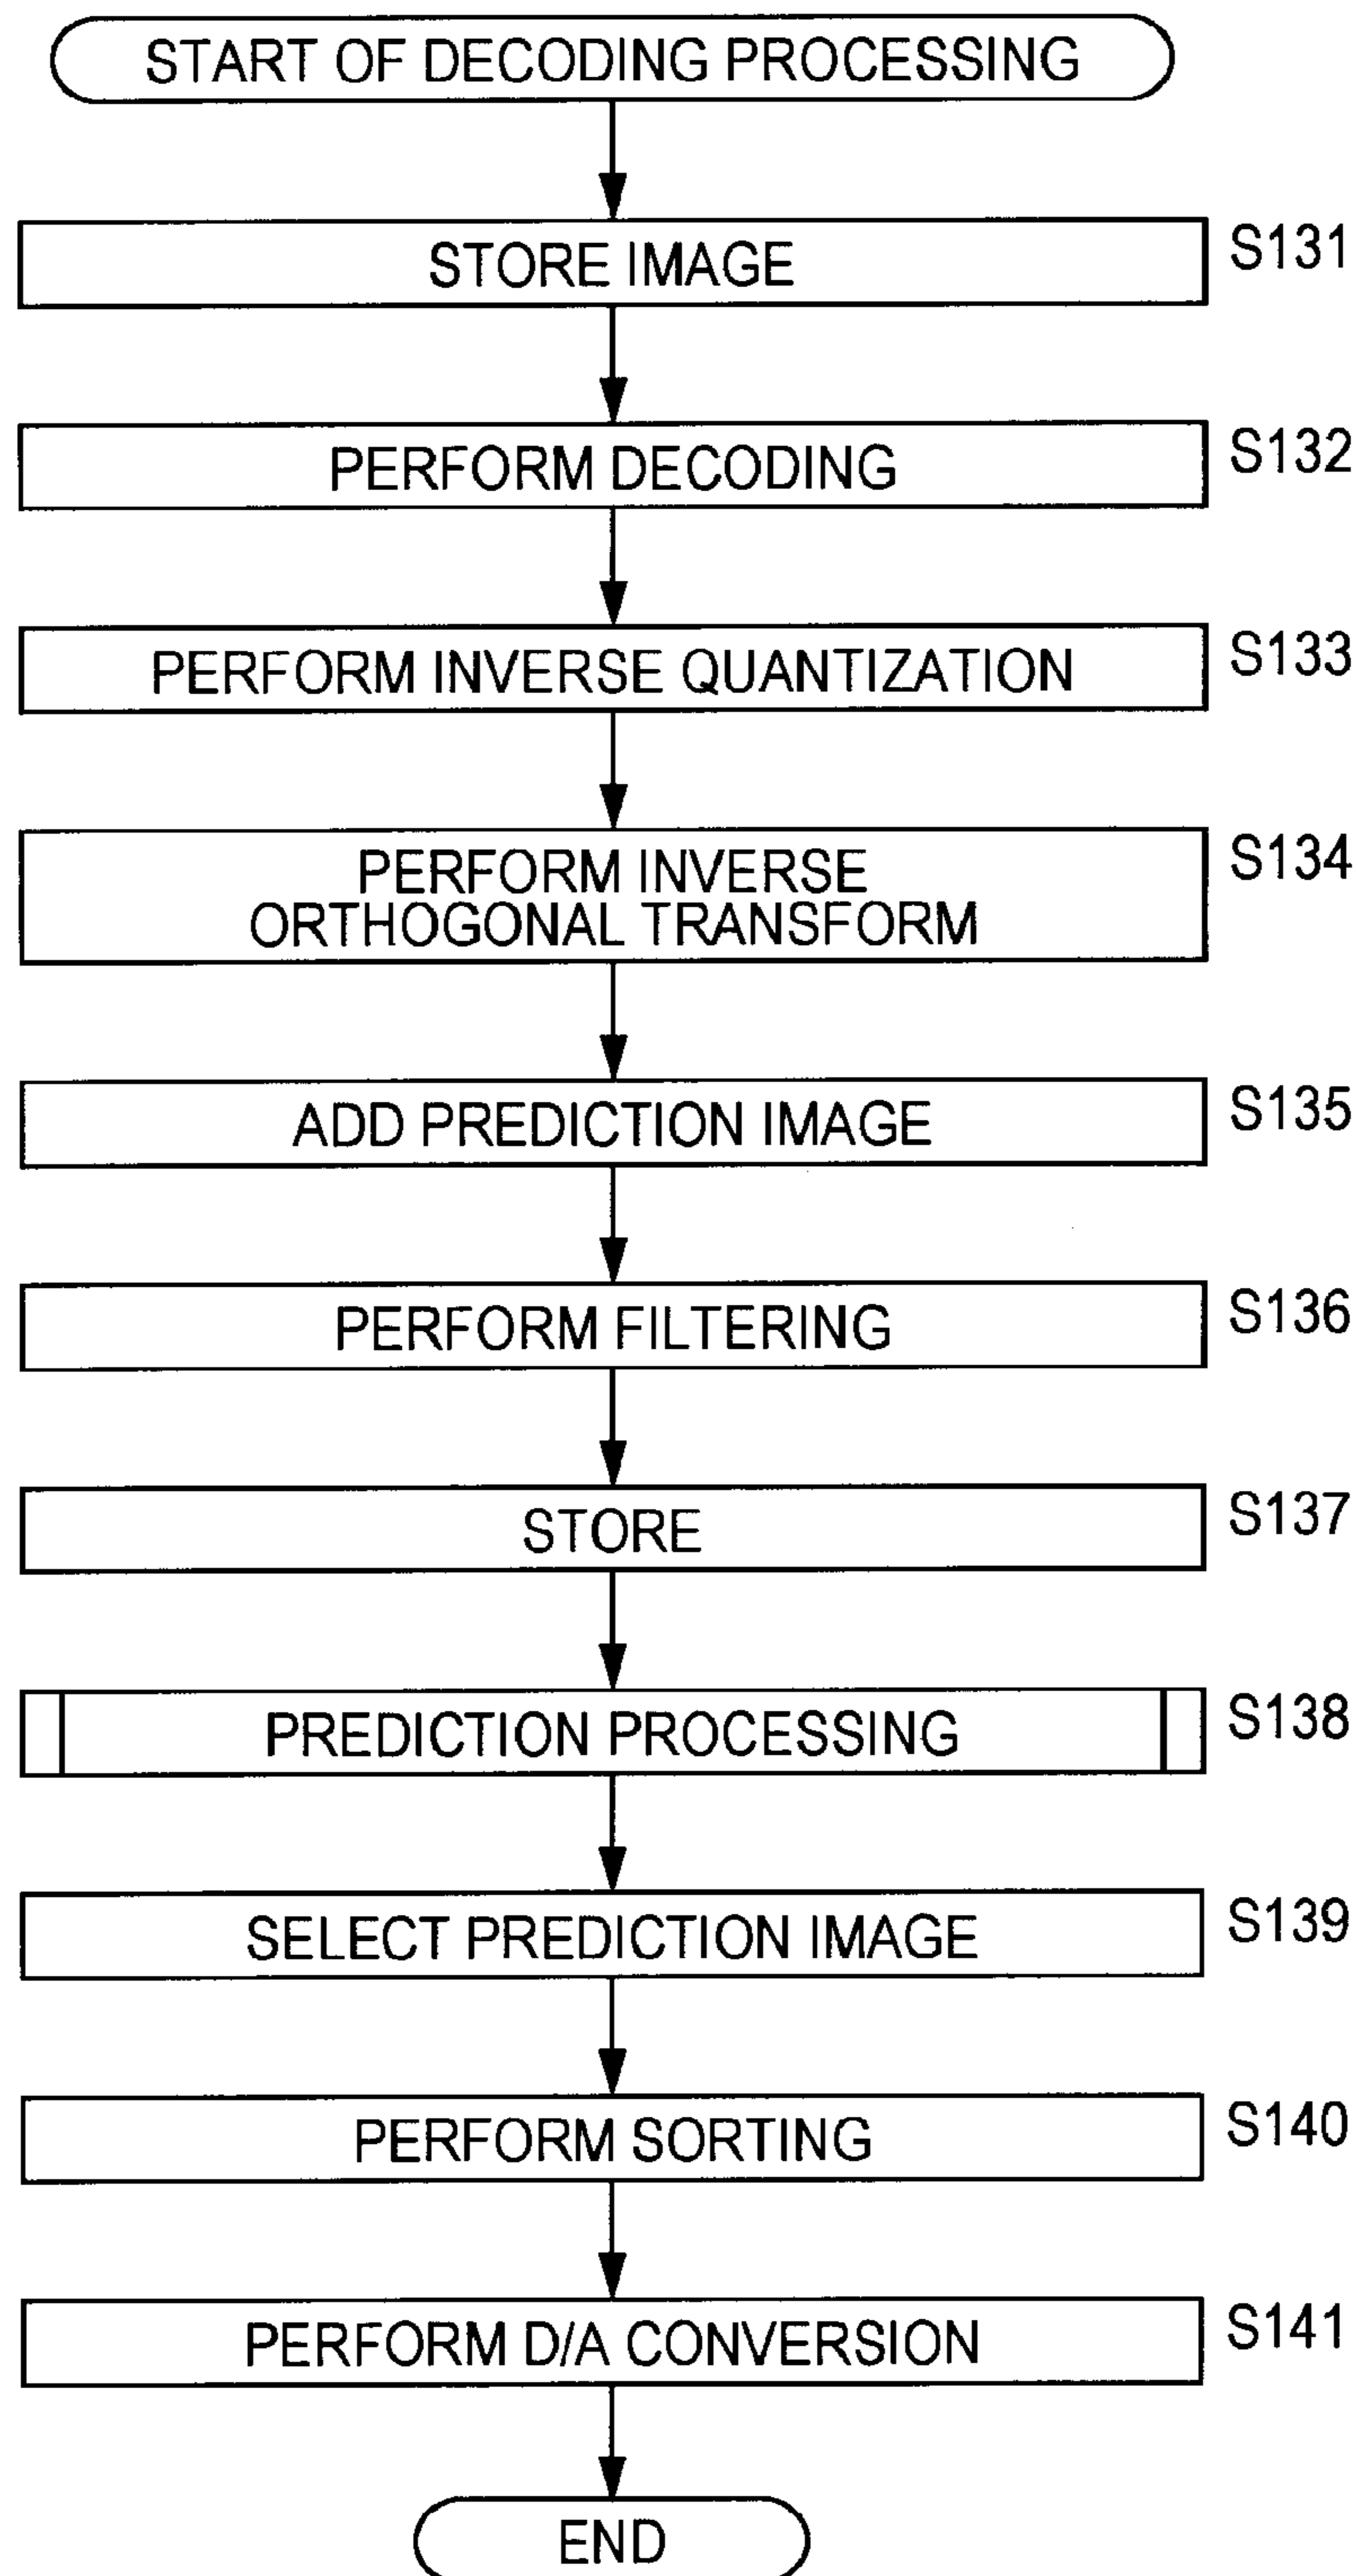 START OF DECODING PROCESSING
STORE IMAGE
S131
PERFORM DECODING
S132
PERFORM INVERSE QUANTIZATION
S133
PERFORM INVERSE
ORTHOGONAL TRANSFORM
S134
ADD PREDICTION IMAGE
S135
PERFORM FILTERING
S136
STORE
S137
PREDICTION PROCESSING
S138
SELECT PREDICTION IMAGE
S139
PERFORM SORTING
S140
PERFORM D/A CONVERSION
S141
END